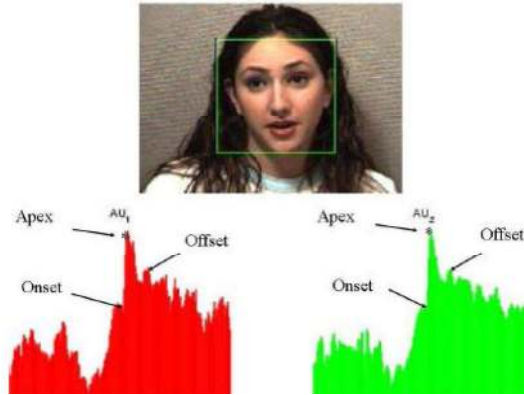 Apex
AU₁
Offset
Onset
Apex
AU₂
Offset
Onset